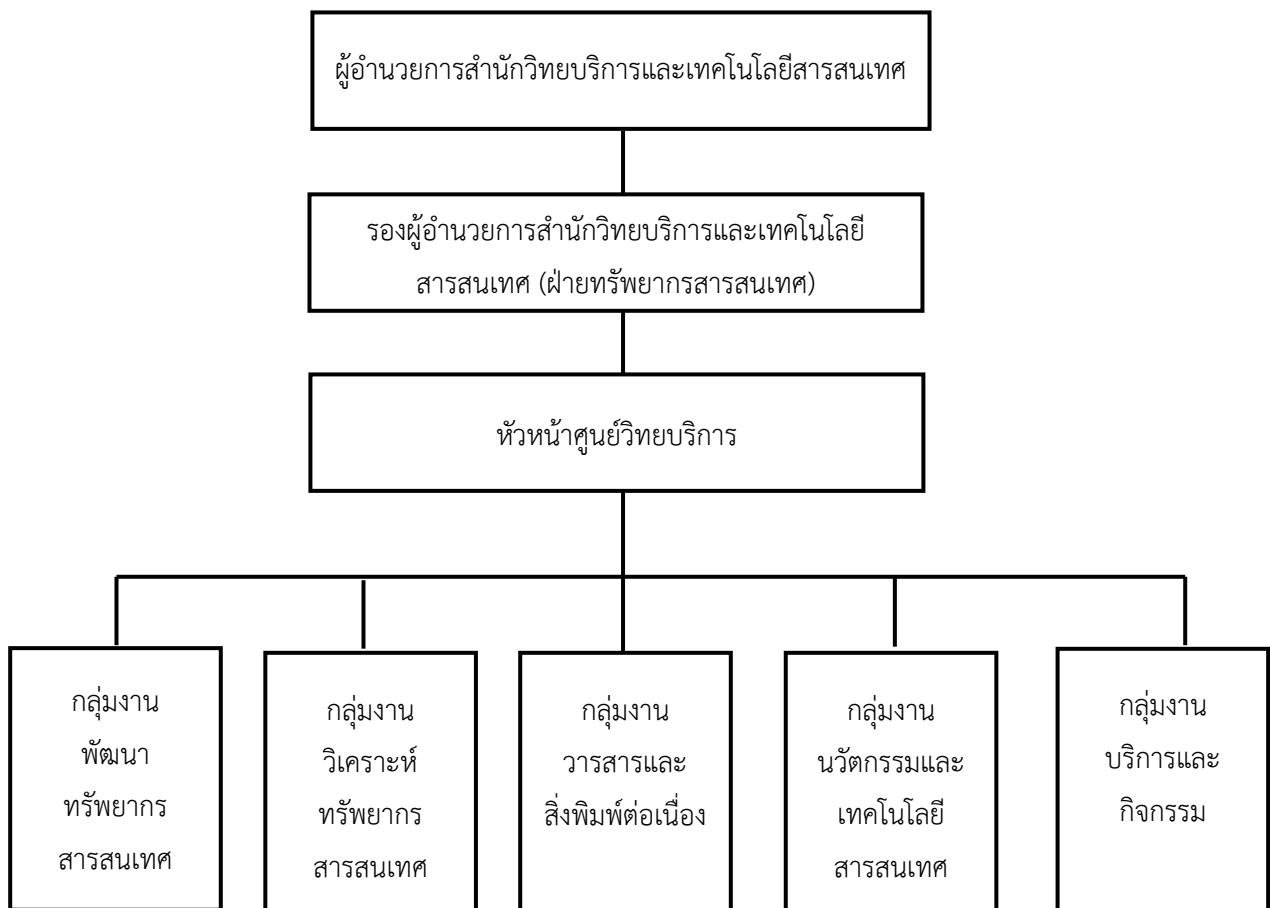 ผู้อำนวยการสำนักวิทยบริการและเทคโนโลยีสารสนเทศ
รองผู้อำนวยการสำนักวิทยบริการและเทคโนโลยี
สารสนเทศ (ฝ่ายทรัพยากรสารสนเทศ)
หัวหน้าศูนย์วิทยบริการ
กลุ่มงาน
พัฒนา
ทรัพยากร
สารสนเทศ
กลุ่มงาน
วิเคราะห์
ทรัพยากร
สารสนเทศ
กลุ่มงาน
วารสารและ
สิ่งพิมพ์ต่อเนื่อง
กลุ่มงาน
นวัตกรรมและ
เทคโนโลยี
สารสนเทศ
กลุ่มงาน
บริการและ
กิจกรรม